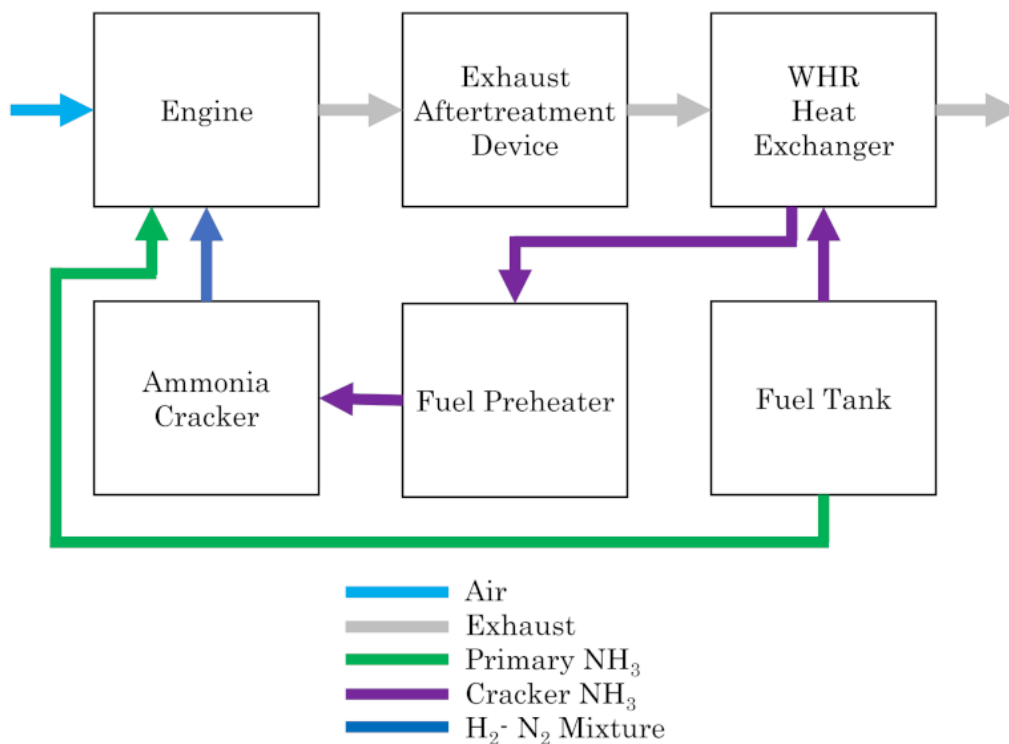 Engine
Exhaust
Aftertreatment
Device
WHR
Heat
Exchanger
Ammonia
Cracker
Fuel Preheater
Fuel Tank
Air
Exhaust
Primary NH₃
Cracker NH₃
H₂- N₂ Mixture